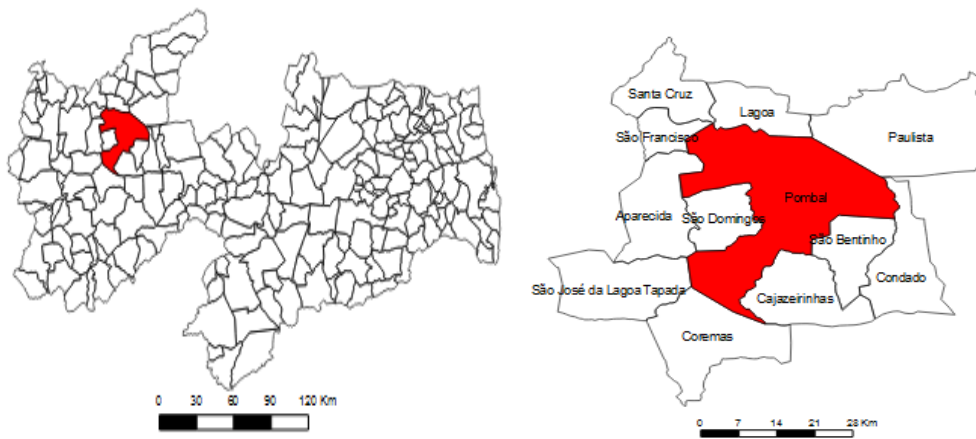 0 30 60 90 120 Km
Santa Cruz
Lagoa
São Francisco
Paulista
Aparecida
São Domingos
Pombal
São Bentinho
Condado
São José da Lagoa Tapada
Cajazeirinhas
Coremas
0 7 14 21 28 Km